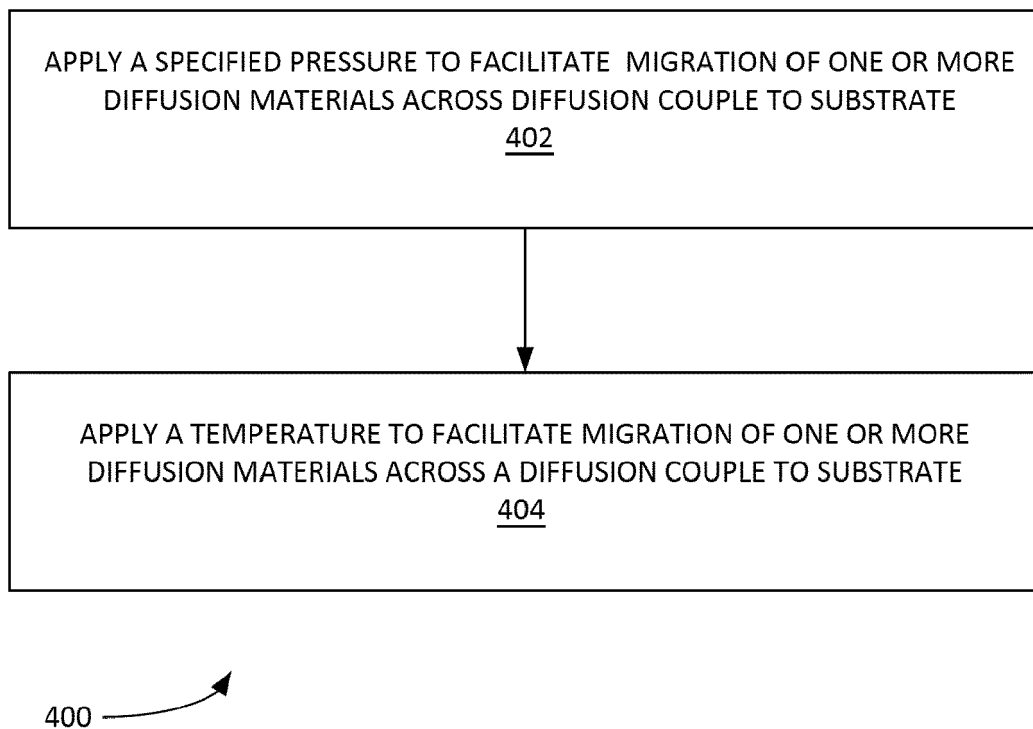 APPLY A SPECIFIED PRESSURE TO FACILITATE MIGRATION OF ONE OR MORE
DIFFUSION MATERIALS ACROSS DIFFUSION COUPLE TO SUBSTRATE
402
APPLY A TEMPERATURE TO FACILITATE MIGRATION OF ONE OR MORE
DIFFUSION MATERIALS ACROSS A DIFFUSION COUPLE TO SUBSTRATE
404
400